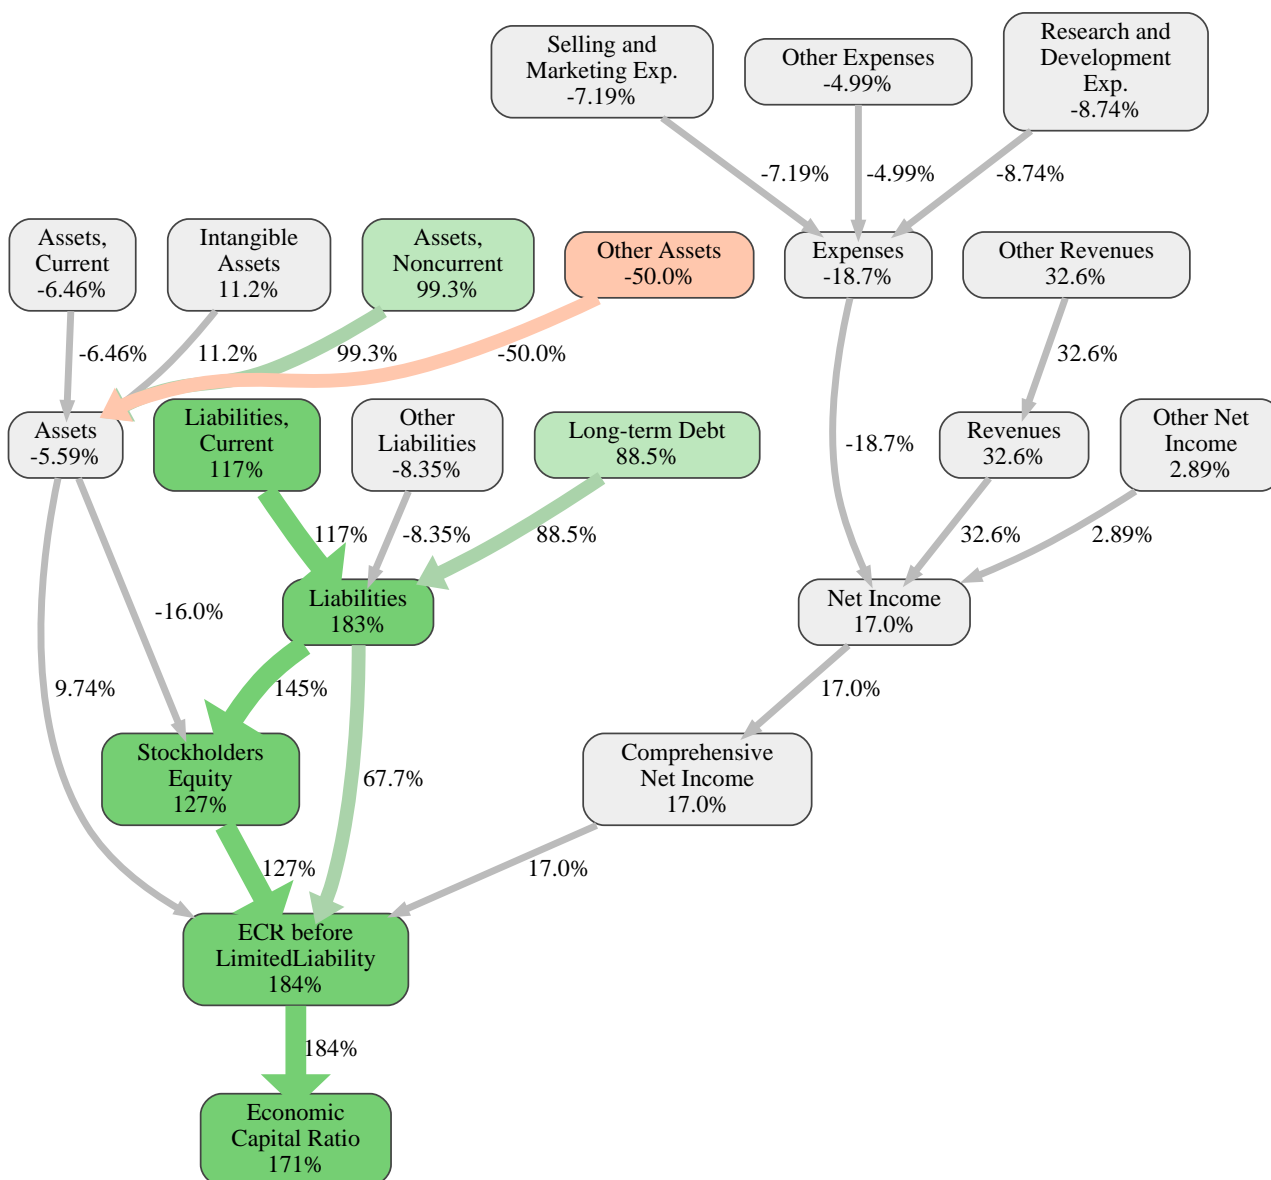 Selling and
Marketing Exp.
-7.19%
Other Expenses
-4.99%
Research and
Development
Exp.
-8.74%
-7.19%
-4.99%
-8.74%
Assets,
Current
-6.46%
Intangible
Assets
11.2%
Assets,
Noncurrent
99.3%
Other Assets
-50.0%
Expenses
-18.7%
Other Revenues
32.6%
-6.46%
11.2%
99.3%
-50.0%
32.6%
Assets
-5.59%
Liabilities,
Current
117%
Other
Liabilities
-8.35%
Long-term Debt
88.5%
-18.7%
Revenues
32.6%
Other Net
Income
2.89%
117%
-8.35%
88.5%
32.6%
2.89%
Liabilities
183%
Net Income
17.0%
-16.0%
9.74%
145%
17.0%
Stockholders
Equity
127%
67.7%
Comprehensive
Net Income
17.0%
127%
17.0%
ECR before
LimitedLiability
184%
184%
Economic
Capital Ratio
171%